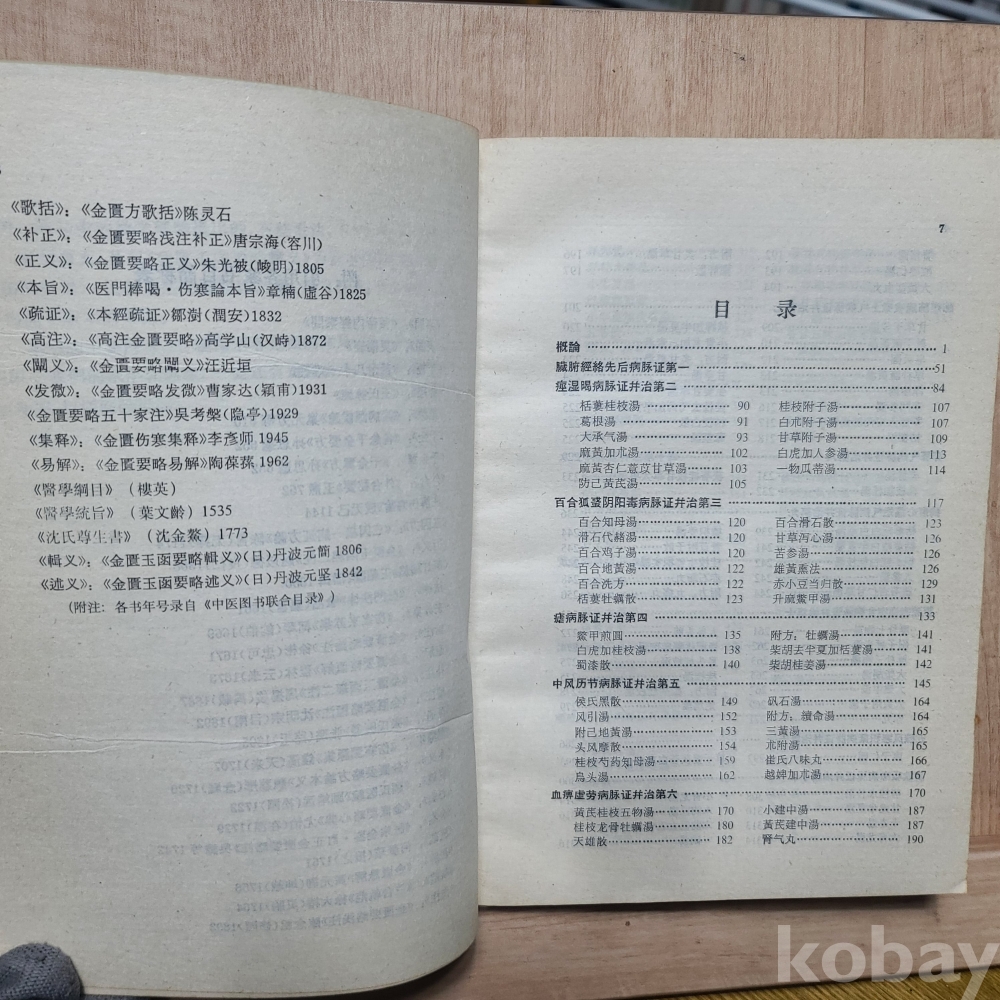 《歌括》：《金匱方歌括》陈灵石
《补正》：《金匱要略浅注补正》唐宗海(容川)
《正义》：《金匱要略正义》朱光被(峻明)1805
《本旨》：《医門棒喝·伤寒論本旨》章楠(虛谷)1825
《疏证》：《本經疏证》鄒澍(潤安)1832
《高注》：《高注金匱要略》高学山(汉峙)1872
《闡义》：《金匱要略闡义》汪近垣
《发微》：《金匱要略发微》曹家达(穎甫)1931
《金匱要略五十家注》吳考槃(隐亭)1929
《集释》：《金匱伤寒集释》李彥师 1945
《易解》：《金匱要略易解》陶葆蓀 1962
《醫學綱目》(樓英)
《醫學統旨》(葉文齡) 1535
《沈氏尊生書》(沈金鰲) 1773
《輯义》：《金匱玉函要略輯义》(日)丹波元簡 1806
《述义》：《金匱玉函要略述义》(日)丹波元坚 1842
(附注：各书年号录自《中医图书联合目录》)
7
目 录
概論 1
臟腑經絡先后病脉证第一 51
痙湿暍病脉证幷治第二 84
栝蔞桂枝湯 90 桂枝附子湯 107
葛根湯 91 白朮附子湯 107
大承气湯 93 甘草附子湯 109
麻黃加朮湯 102 白虎加人参湯 113
麻黃杏仁薏苡甘草湯 103 一物瓜蒂湯 114
防己黃芪湯 105
百合狐䘌阴阳毒病脉证幷治第三 117
百合知母湯 120 百合滑石散 123
滑石代赭湯 120 甘草泻心湯 126
百合鸡子湯 120 苦参湯 126
百合地黃湯 122 雄黃熏法 126
百合洗方 122 赤小豆当归散 129
栝蔞牡蠣散 123 升麻鱉甲湯 131
瘧病脉证幷治第四 133
鱉甲煎圆 135 附方：牡蠣湯 141
白虎加桂枝湯 138 柴胡去半夏加栝蔞湯 141
蜀漆散 140 柴胡桂姜湯 142
中风历节病脉证幷治第五 145
侯氏黑散 149 矾石湯 164
风引湯 152 附方：續命湯 164
防己地黃湯 153 三黃湯 165
头风摩散 154 朮附湯 165
桂枝芍药知母湯 159 崔氏八味丸 166
烏头湯 162 越婢加朮湯 167
血痹虚劳病脉证幷治第六 170
黃芪桂枝五物湯 170 小建中湯 187
桂枝龙骨牡蠣湯 180 黃芪建中湯 187
天雄散 182 肾气丸 190
kobay